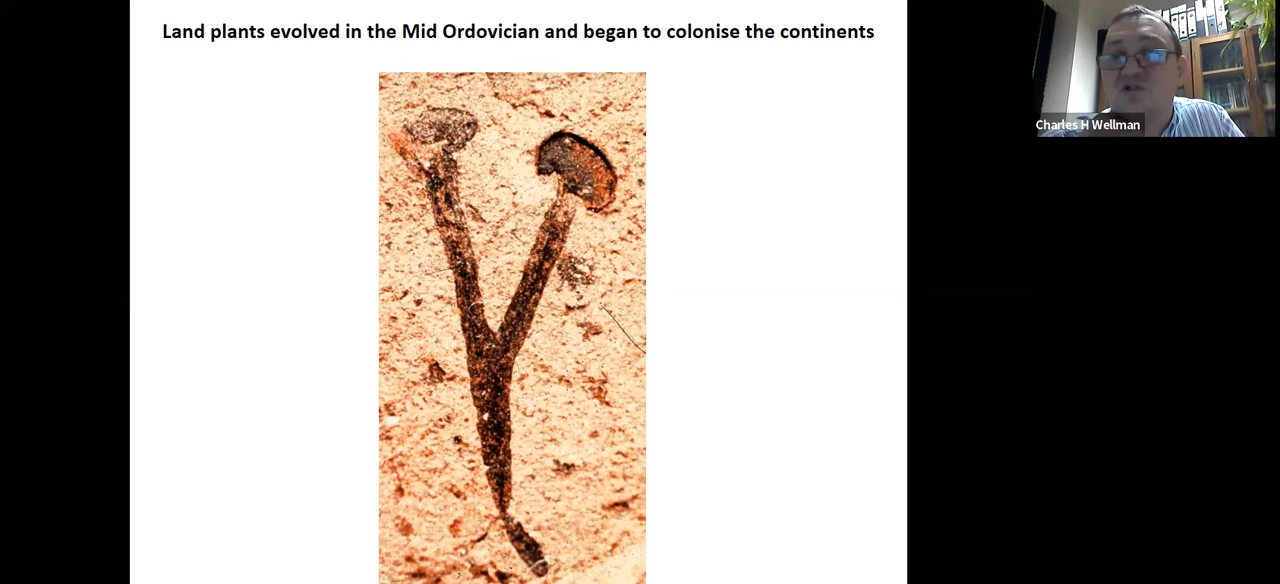 Land plants evolved in the Mid Ordovician and began to colonise the continents
Charles H Wellman